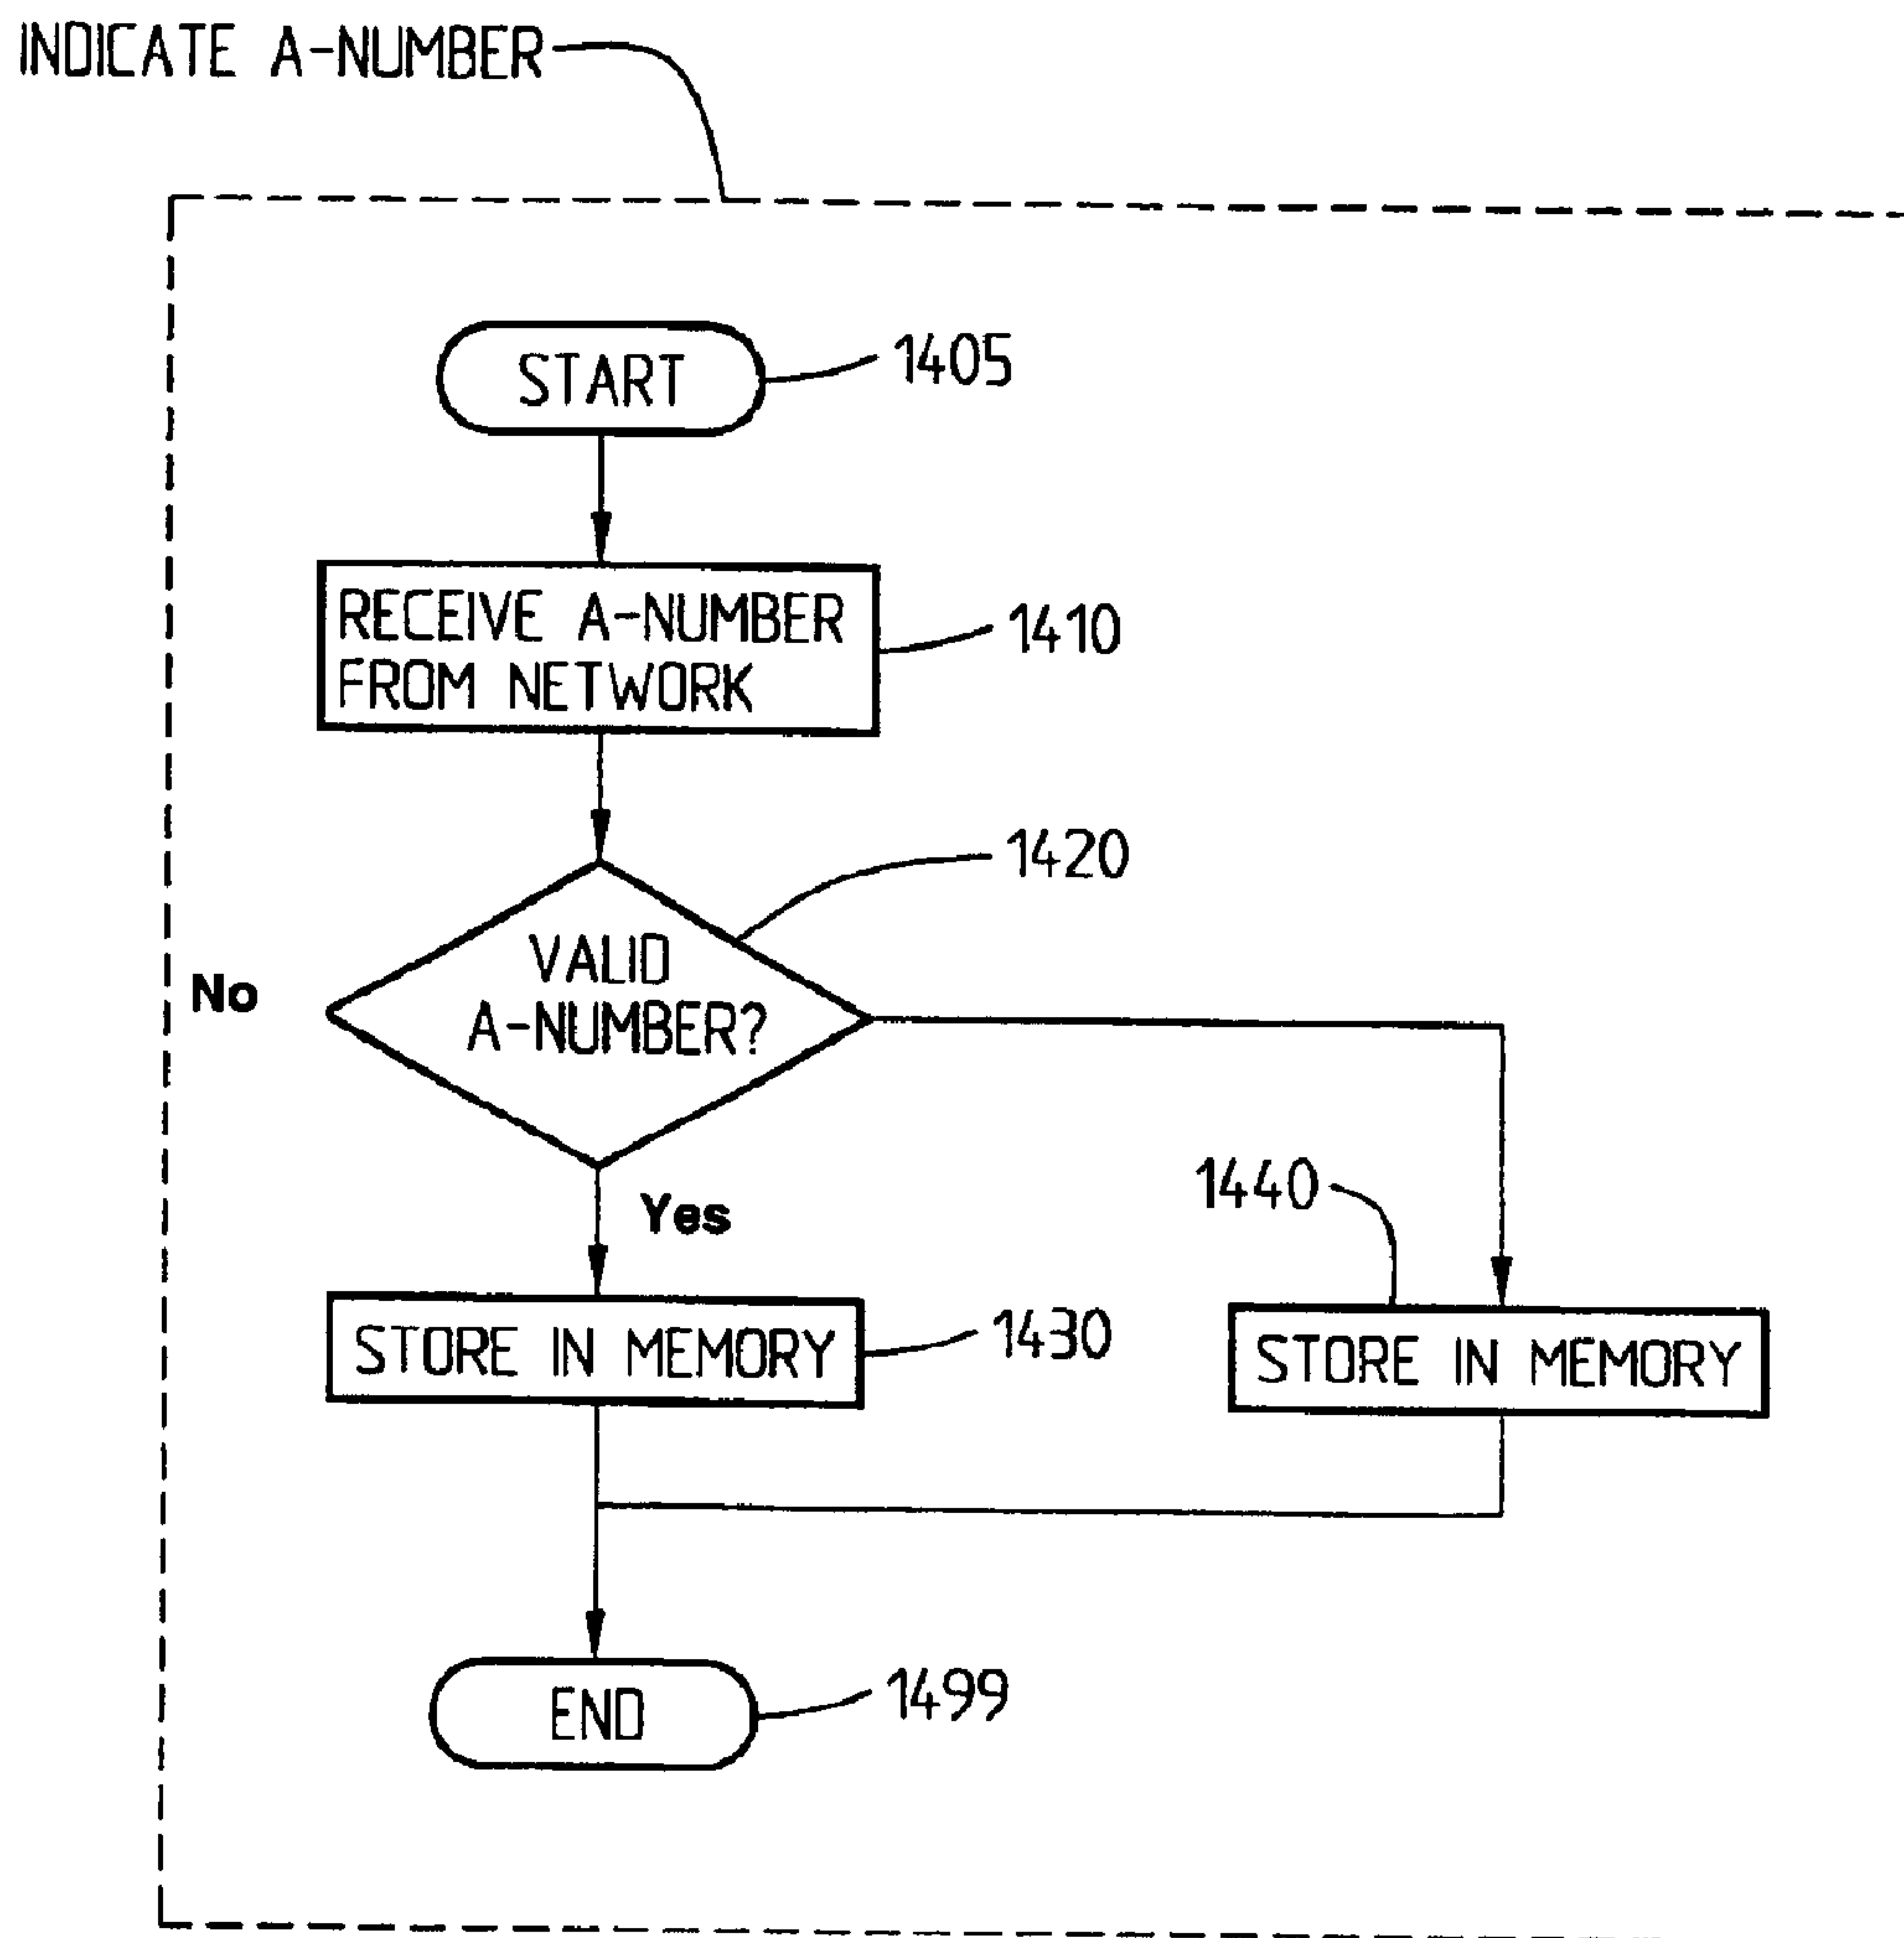 INDICATE A-NUMBER
START
1405
RECEIVE A-NUMBER
FROM NETWORK
1410
1420
VALID
A-NUMBER?
No
Yes
1440
STORE IN MEMORY
1430
STORE IN MEMORY
END
1499